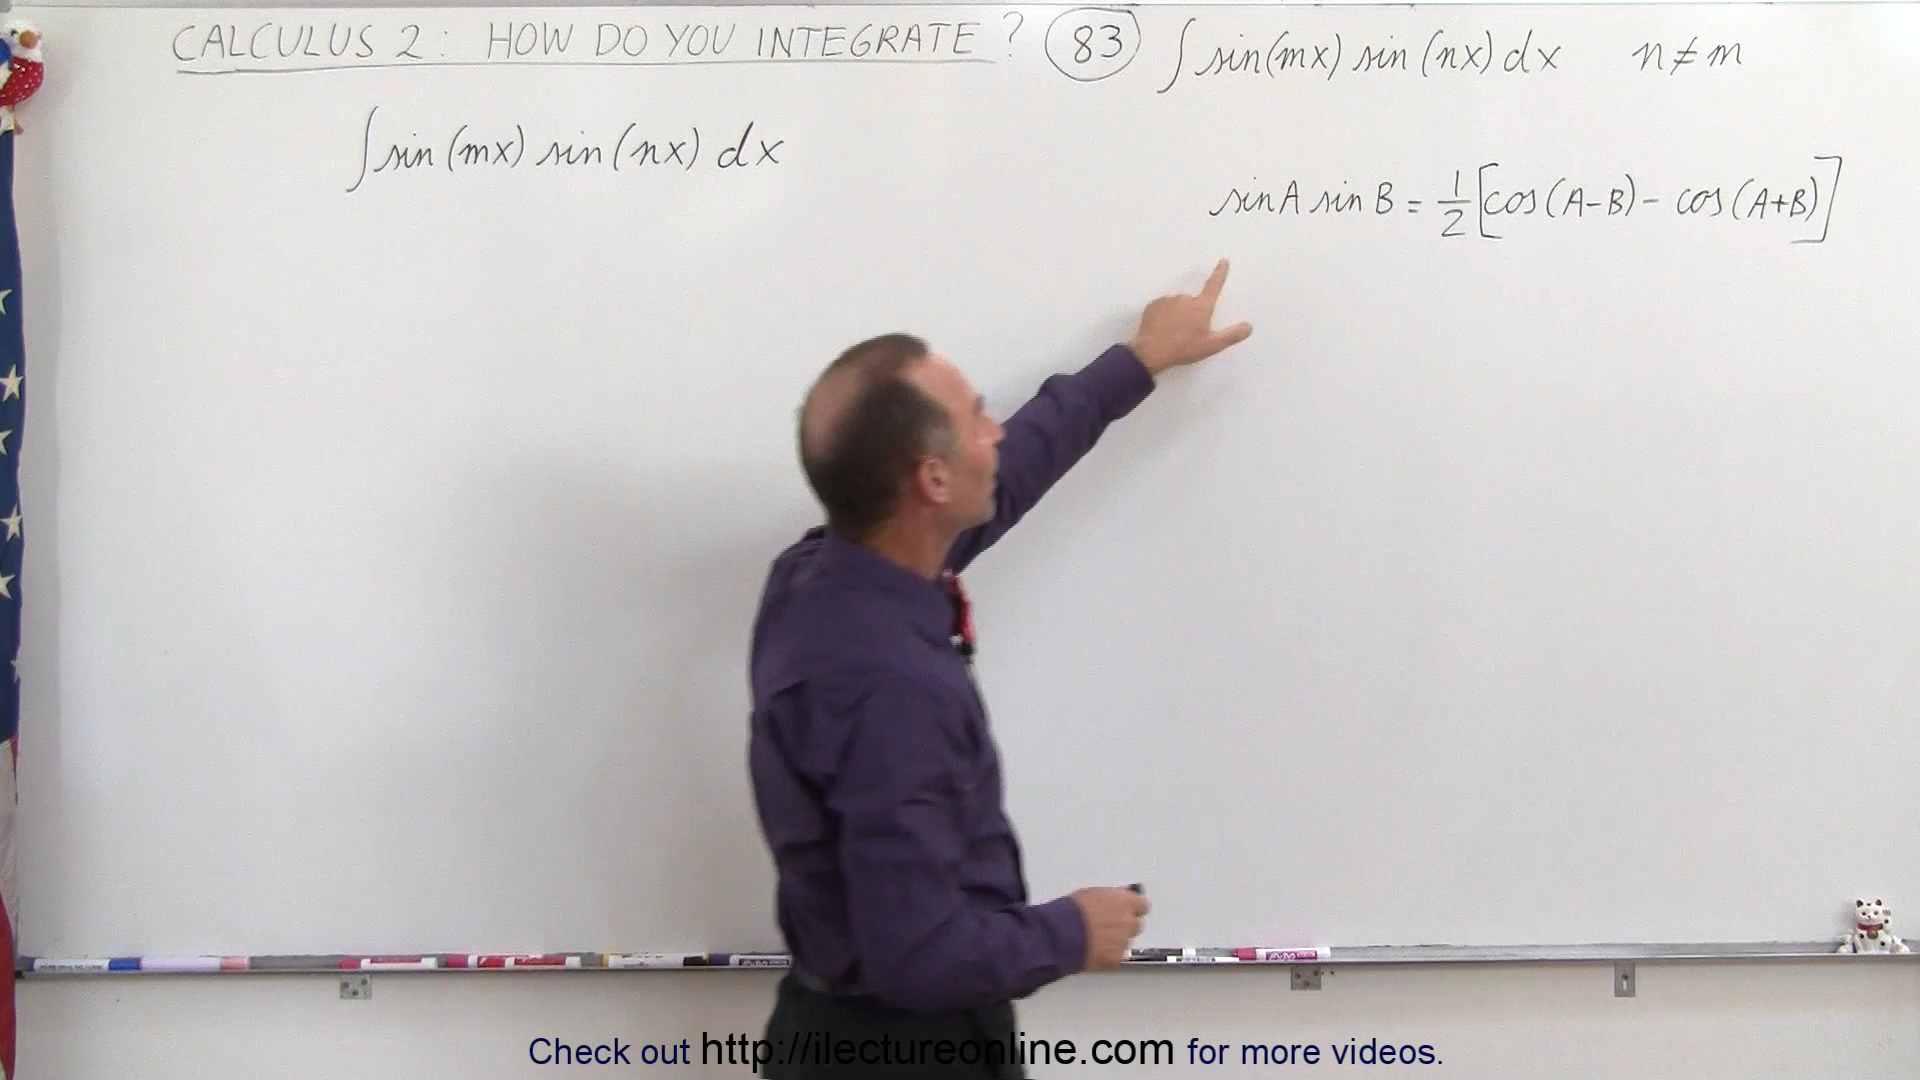 CALCULUS 2: HOW DO YOU INTEGRATE? 83 ∫ sin(mx) sin(nx) dx n≠m
∫ sin(mx) sin(nx) dx
sin A sin B = 1/2 [cos(A-B) - cos(A+B)]
Check out http://ilectureonline.com for more videos.